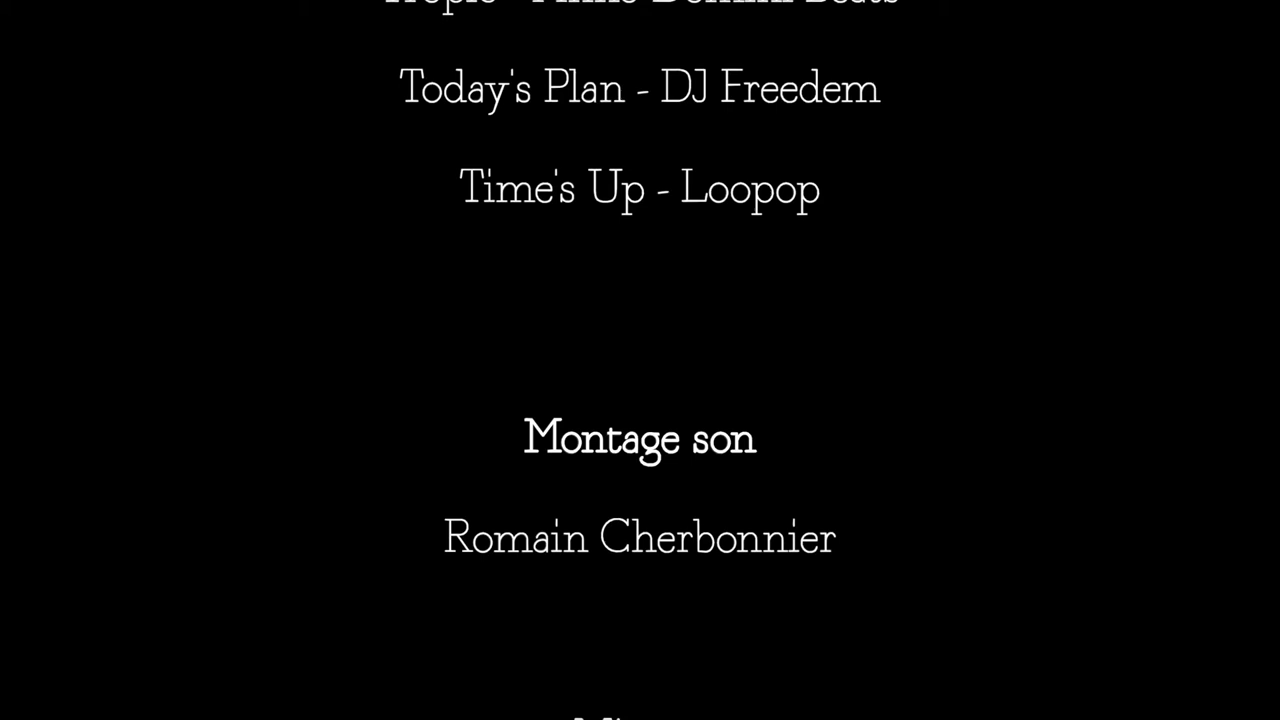 Today's Plan - DJ Freedem
Time's Up - Loopop
Montage son
Romain Cherbonnier